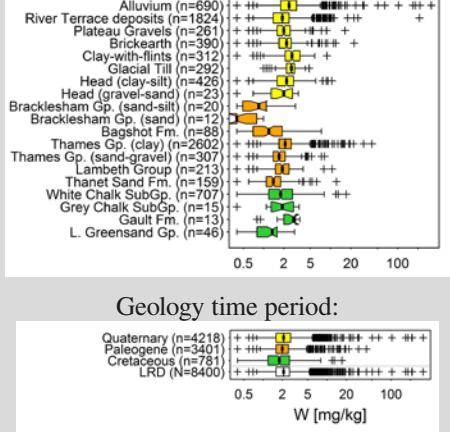 Alluvium (n=690)
River Terrace deposits (n=1824)
Plateau Gravels (n=261)
Brickearth (n=390)
Clay-with-flints (n=312)
Glacial Till (n=292)
Head (clay-silt) (n=426)
Head (gravel-sand) (n=23)
Bracklesham Gp. (sand-silt) (n=20)
Bracklesham Gp. (sand) (n=12)
Bagshot Fm. (n=88)
Thames Gp. (clay) (n=2602)
Thames Gp. (sand-gravel) (n=307)
Lambeth Group (n=213)
Thanet Sand Fm. (n=159)
White Chalk SubGp. (n=707)
Grey Chalk SubGp. (n=15)
Gault Fm. (n=13)
L. Greensand Gp. (n=46)
0.5 2 5 20 100
Geology time period:
Quaternary (n=4218)
Paleogene (n=3401)
Cretaceous (n=781)
LRD (N=8400)
0.5 2 5 20 100
W [mg/kg]